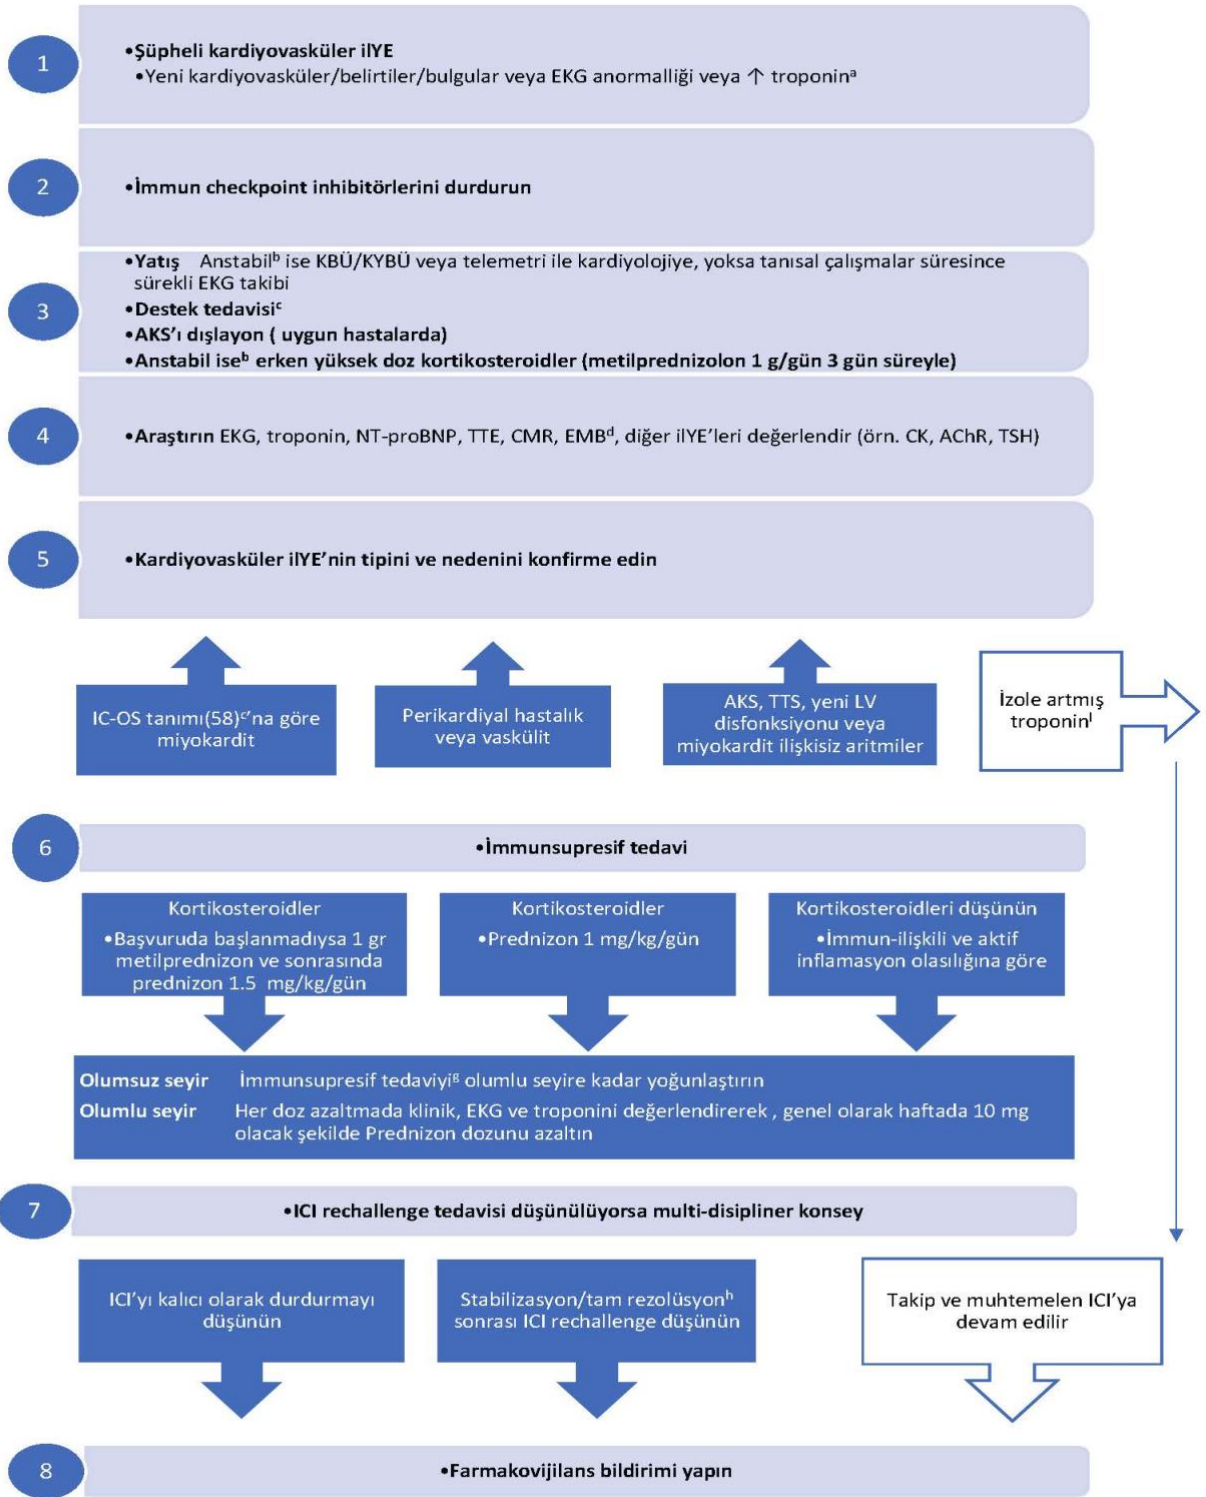 1
•Şüpheli kardiyovasküler ilYE
•Yeni kardiyovasküler/belirtiler/bulgular veya EKG anormalliği veya ↑ troponinᵃ
2
•İmmun checkpoint inhibitörlerini durdurun
3
•Yatış Anstabilᵇ ise KBÜ/KYBÜ veya telemetri ile kardiyolojiye, yoksa tanısal çalışmalar süresince
sürekli EKG takibi
•Destek tedavisiᶜ
•AKS'ı dışlayon ( uygun hastalarda)
•Anstabil iseᵇ erken yüksek doz kortikosteroidler (metilprednizolon 1 g/gün 3 gün süreyle)
4
•Araştırın EKG, troponin, NT-proBNP, TTE, CMR, EMBᵈ, diğer ilYE'leri değerlendir (örn. CK, AChR, TSH)
5
•Kardiyovasküler ilYE'nin tipini ve nedenini konfirme edin
IC-OS tanımı(58)ᶜ'na göre
miyokardit
Perikardiyal hastalık
veya vaskülit
AKS, TTS, yeni LV
disfonksiyonu veya
miyokardit ilişkisiz aritmiler
İzole artmış
troponinˡ
6
•İmmunsupresif tedavi
Kortikosteroidler
•Başvuruda başlanmadıysa 1 gr
metilprednizon ve sonrasında
prednizon 1.5 mg/kg/gün
Kortikosteroidler
•Prednizon 1 mg/kg/gün
Kortikosteroidleri düşünün
•İmmun-ilişkili ve aktif
inflamasyon olasılığına göre
Olumsuz seyir İmmunsupresif tedaviyiᵍ olumlu seyire kadar yoğunlaştırın
Olumlu seyir Her doz azaltmada klinik, EKG ve troponini değerlendirerek , genel olarak haftada 10 mg
olacak şekilde Prednizon dozunu azaltın
7
•ICI rechallenge tedavisi düşünülüyorsa multi-disipliner konsey
ICI'yı kalıcı olarak durdurmayı
düşünün
Stabilizasyon/tam rezolüsyonʰ
sonrası ICI rechallenge düşünün
Takip ve muhtemelen ICI'ya
devam edilir
8
•Farmakovijilans bildirimi yapın